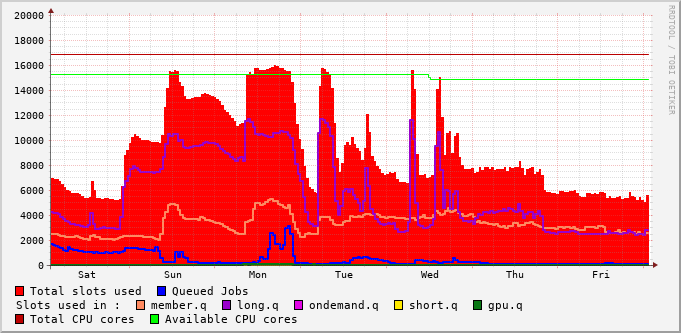 RRDTOOL / TOBI OETIKER
20000
18000
16000
14000
12000
10000
8000
6000
4000
2000
0
Sat Sun Mon Tue Wed Thu Fri
Total slots used Queued Jobs
Slots used in : member.q long.q ondemand.q short.q gpu.q
Total CPU cores Available CPU cores